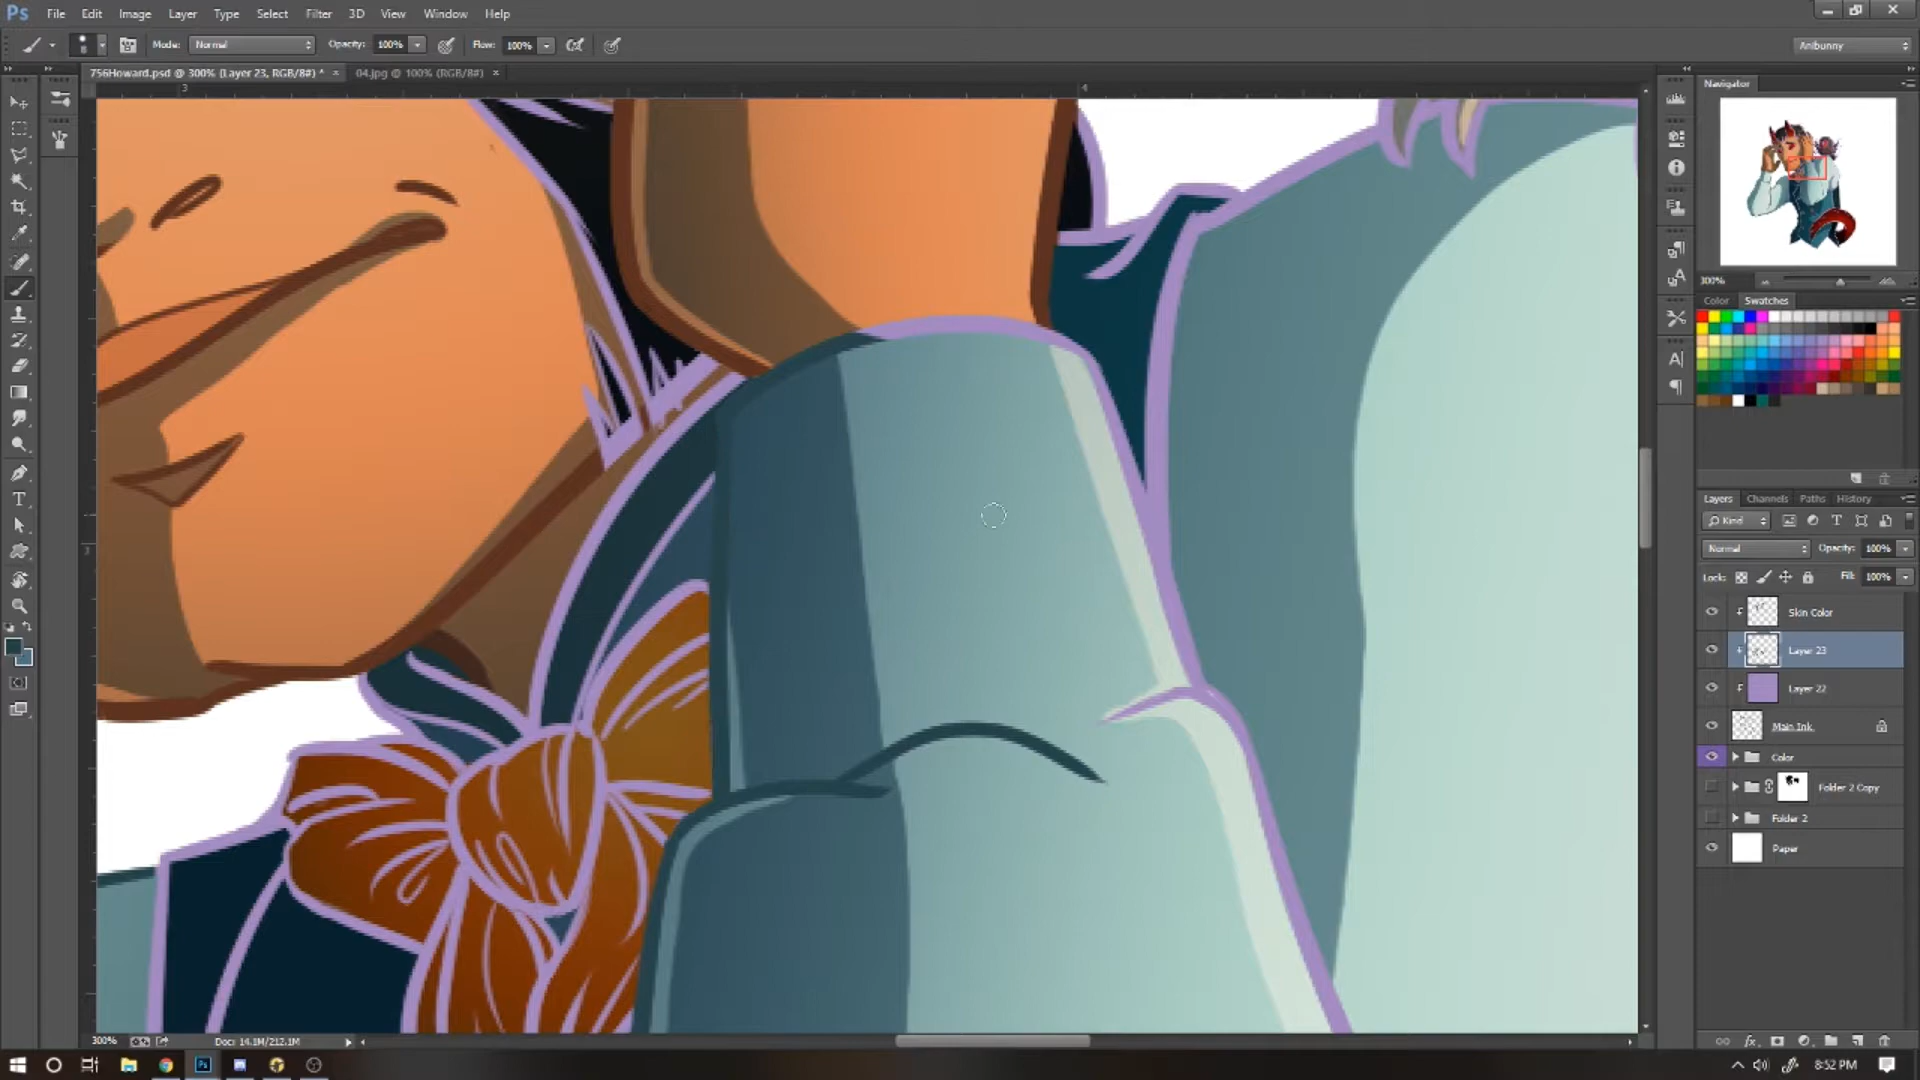 Ps File Edit Image Layer Type Select Filter 3D View Window Help
Mode: Normal Opacity: 100% Flow: 100% Anibunny
756Howard.psd @ 300% (Layer 23, RGB/8#) * × 04.jpg @ 100% (RGB/8#) ×
3 4
Navigator
300%
Color Swatches
Layers Channels Paths History
Kind
Normal Opacity: 100%
Lock: Fill: 100%
Skin Color
Layer 23
Layer 22
Main Ink
Color
Folder 2 Copy
Folder 2
Paper
300% Doc: 14.1M/212.1M
8:52 PM